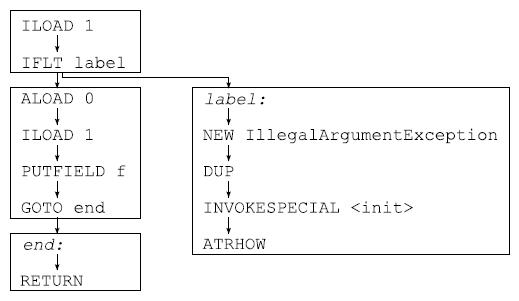 ILOAD 1
IFLT label
ALOAD 0
ILOAD 1
PUTFIELD f
GOTO end
end:
RETURN
label:
NEW IllegalArgumentException
DUP
INVOKESPECIAL <init>
ATRHOW